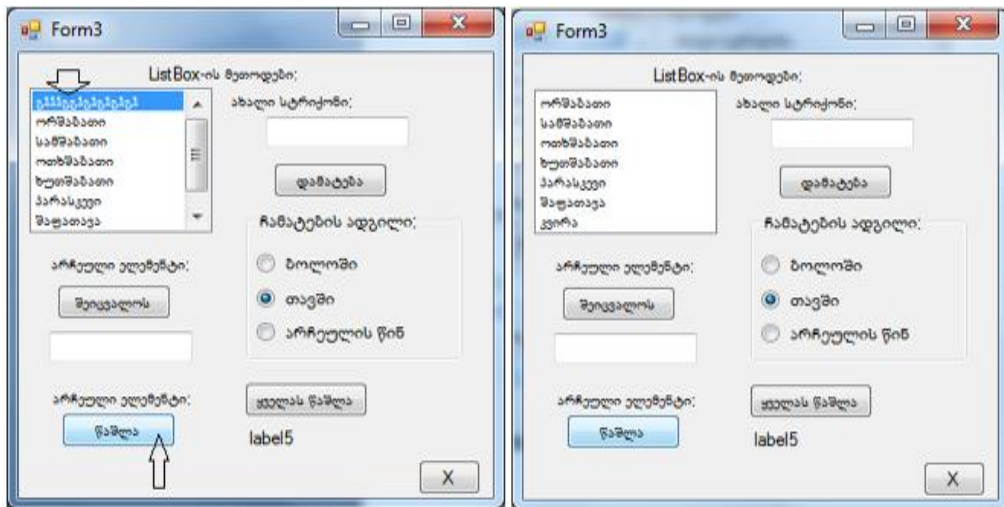 Form3
ListBox-ის მეთოდები:
ორშაბათი
სამშაბათი
ოთხშაბათი
ხუთშაბათი
პარასკევი
შაფათავა
ახალი სტრიქონი:
დამატება
ჩამატების ადგილი:
ბოლოში
თავში
არჩეულის წინ
არჩეული ელემენტი:
შეიცვალოს
არჩეული ელემენტი:
წაშლა
ყველას წაშლა
label5
X
Form3
ListBox-ის მეთოდები:
ორშაბათი
სამშაბათი
ოთხშაბათი
ხუთშაბათი
პარასკევი
შაფათავა
კვირა
ახალი სტრიქონი:
დამატება
ჩამატების ადგილი:
ბოლოში
თავში
არჩეულის წინ
არჩეული ელემენტი:
შეიცვალოს
არჩეული ელემენტი:
წაშლა
ყველას წაშლა
label5
X